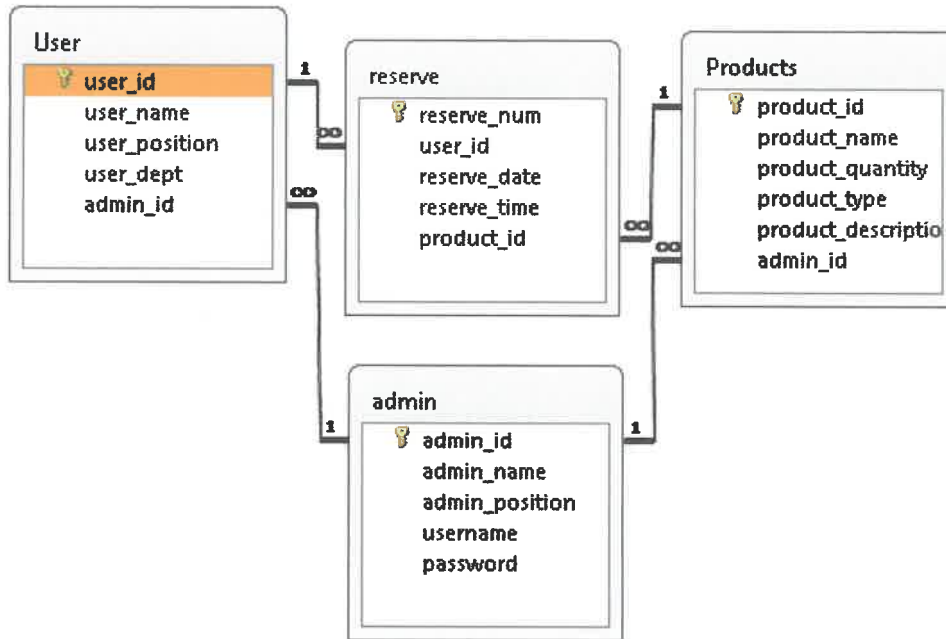 User
user_id
user_name
user_position
user_dept
admin_id
1
∞
∞
reserve
reserve_num
user_id
reserve_date
reserve_time
product_id
1
∞
∞
Products
product_id
product_name
product_quantity
product_type
product_descriptio
admin_id
1
1
admin
admin_id
admin_name
admin_position
username
password